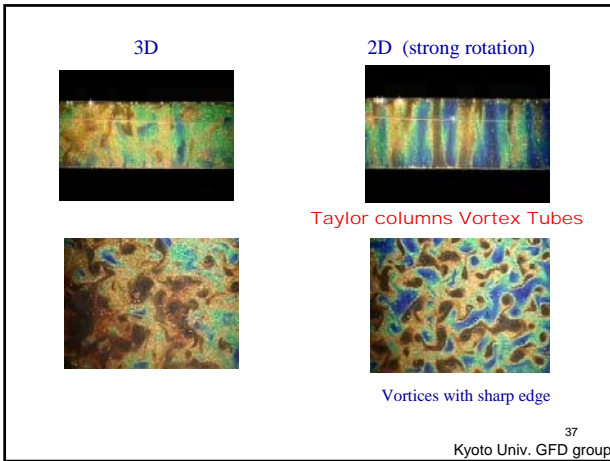 3D
2D (strong rotation)
Taylor columns Vortex Tubes
Vortices with sharp edge
37
Kyoto Univ. GFD group